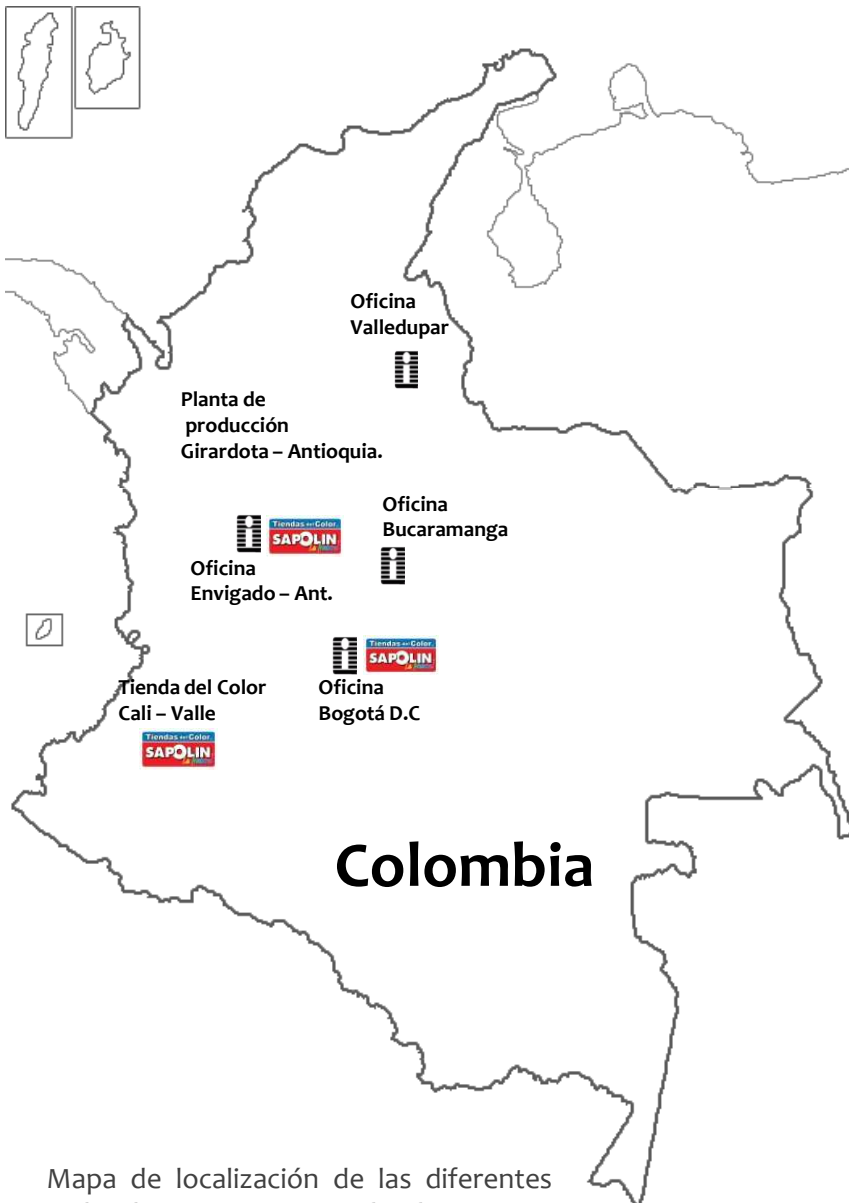 Oficina
Valledupar
Planta de
producción
Girardota – Antioquia.
Oficina
Bucaramanga
Tiendas del Color
SAPOLIN
Oficina
Envigado – Ant.
Tiendas del Color
SAPOLIN
Tienda del Color
Cali – Valle
Oficina
Bogotá D.C
Tiendas del Color
SAPOLIN
Colombia
Mapa de localización de las diferentes